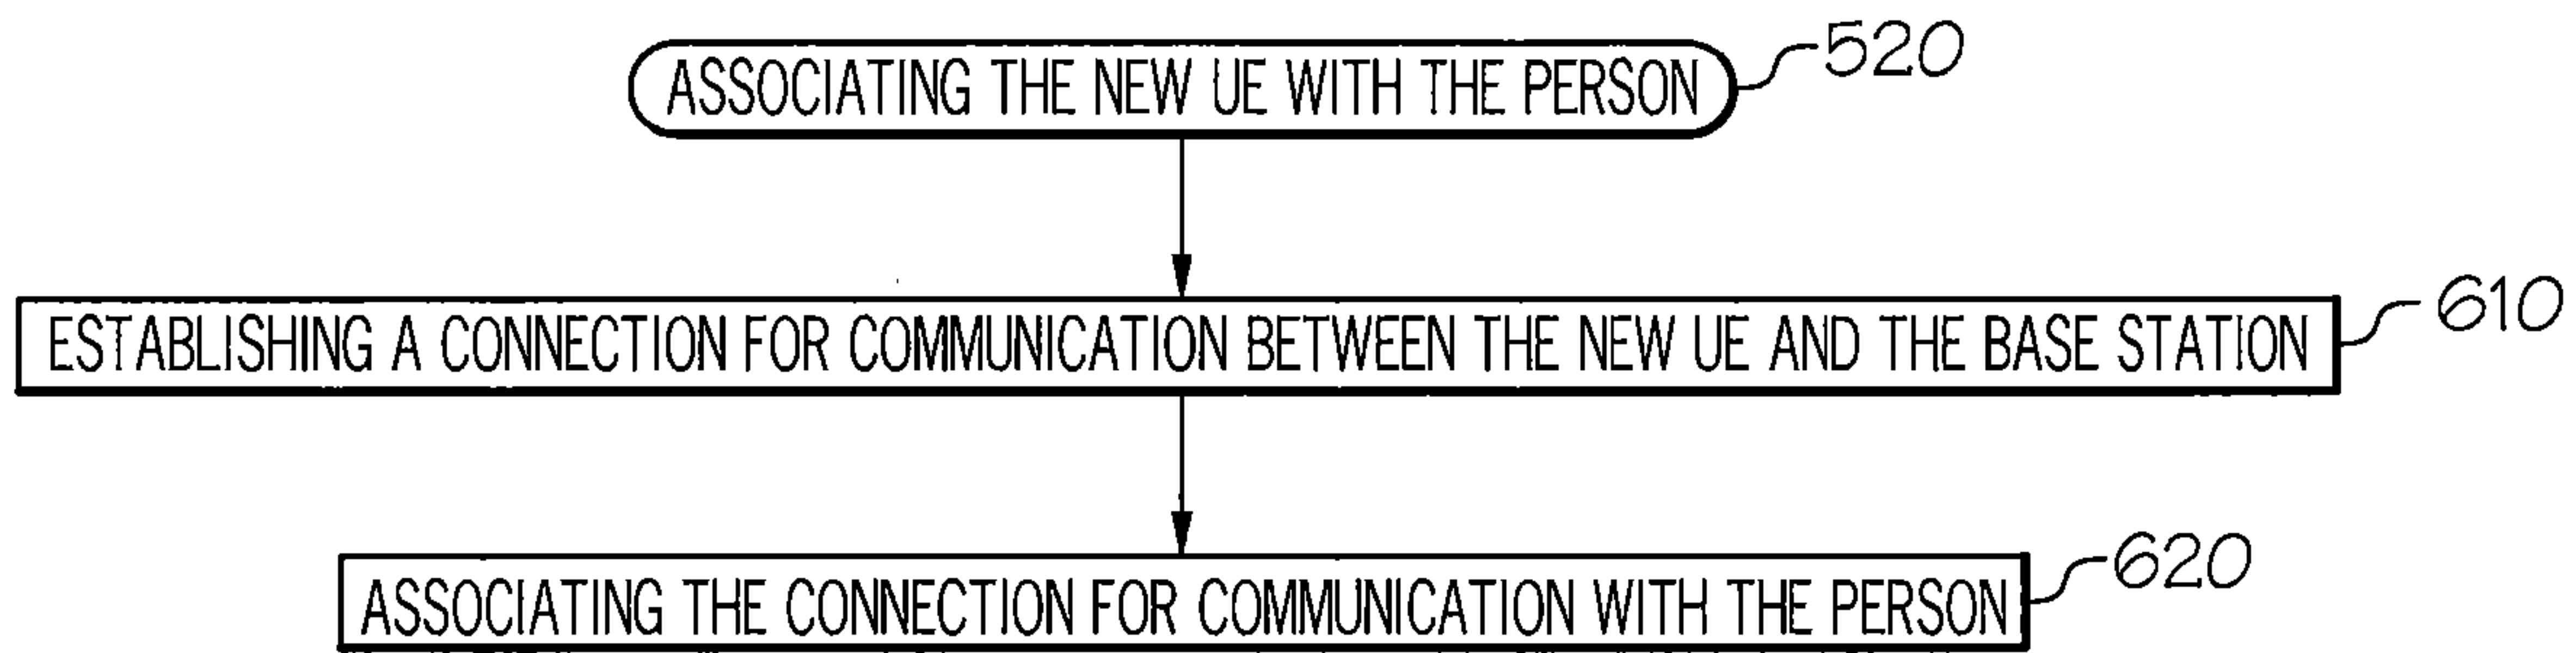 ASSOCIATING THE NEW UE WITH THE PERSON 520
ESTABLISHING A CONNECTION FOR COMMUNICATION BETWEEN THE NEW UE AND THE BASE STATION 610
ASSOCIATING THE CONNECTION FOR COMMUNICATION WITH THE PERSON 620